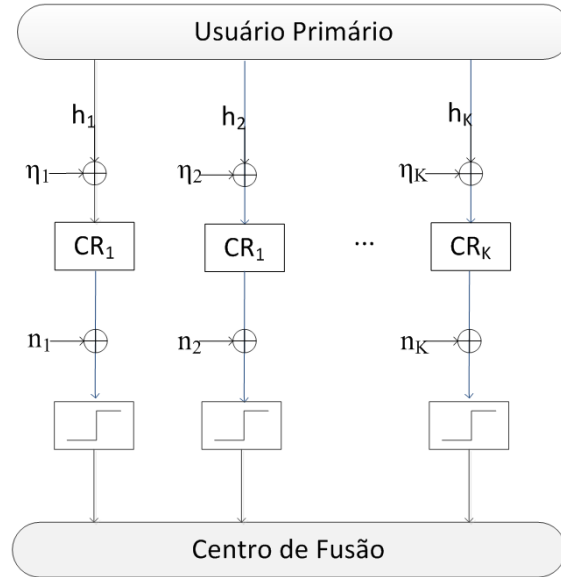 Usuário Primário
h₁ h₂ hₖ
η₁ η₂ ηₖ
CR₁ CR₁ ... CRₖ
n₁ n₂ nₖ
Centro de Fusão